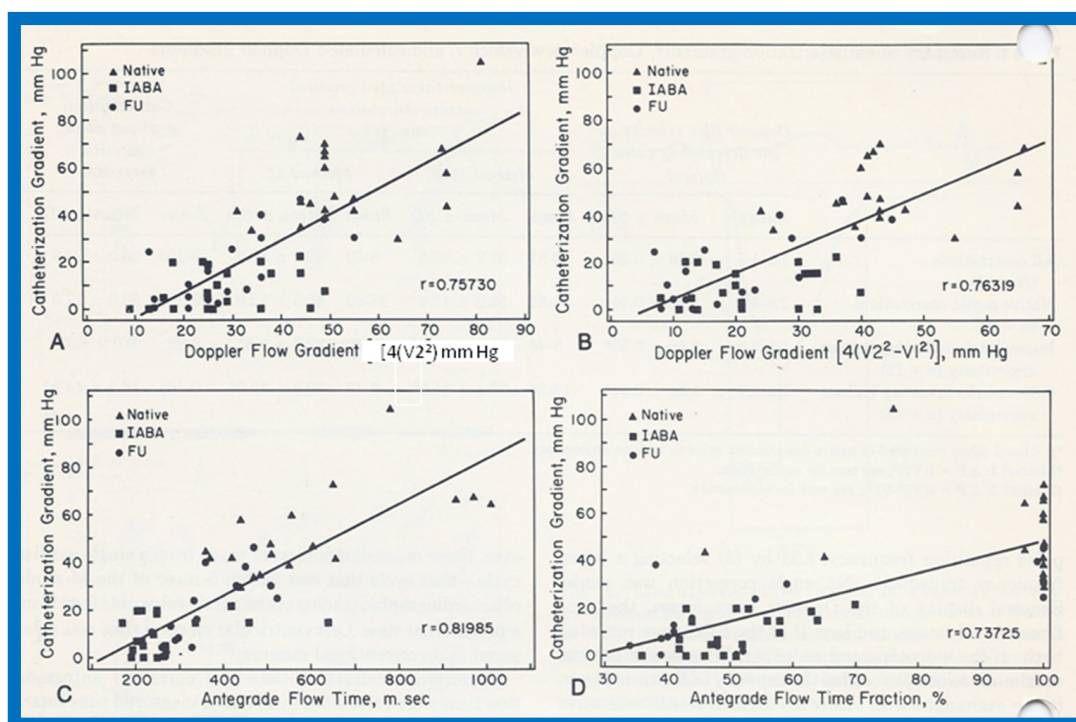 Catheterization Gradient, mm Hg
100
80
60
40
20
0
▲ Native
■ IABA
● FU
r=0.75730
0 10 20 30 40 50 60 70 80 90
A
Doppler Flow Gradient [4(V2²) mm Hg
Catheterization Gradient, mm Hg
100
80
60
40
20
0
▲ Native
■ IABA
● FU
r=0.76319
0 10 20 30 40 50 60 70
B
Doppler Flow Gradient [4(V2²-V1²)], mm Hg
Catheterization Gradient, mm Hg
100
80
60
40
20
0
▲ Native
■ IABA
● FU
r=0.81985
200 400 600 800 1000
C
Antegrade Flow Time, m.sec
Catheterization Gradient, mm Hg
100
80
60
40
20
0
▲ Native
■ IABA
● FU
r=0.73725
30 40 50 60 70 80 90 100
D
Antegrade Flow Time Fraction, %